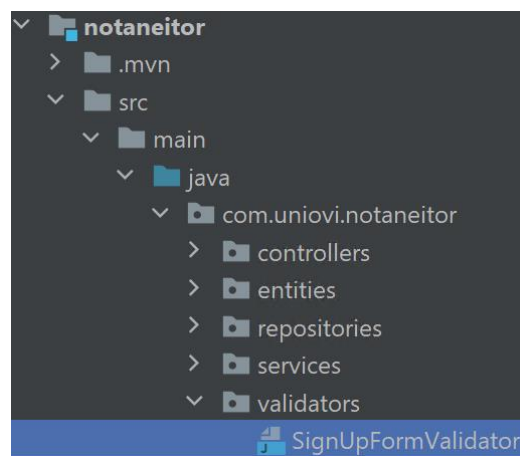 notaneitor
.mvn
src
main
java
com.uniovi.notaneitor
controllers
entities
repositories
services
validators
SignUpFormValidator